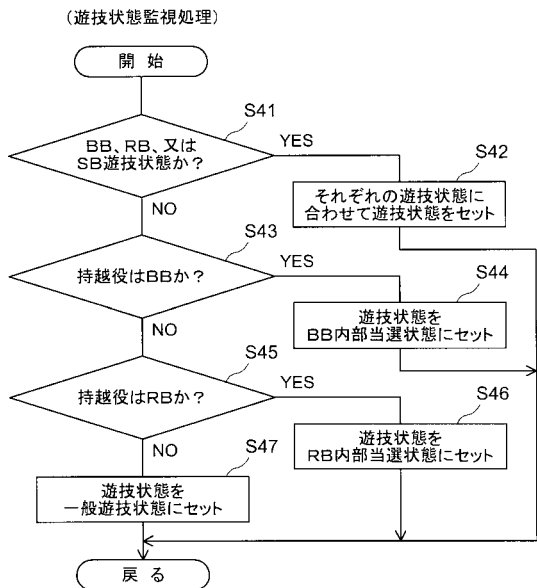 (遊技状態監視処理)
開 始
S41
BB、RB、又は
SB遊技状態か?
YES
S42
それぞれの遊技状態に
合わせて遊技状態をセット
NO
S43
持越役はBBか?
YES
S44
遊技状態を
BB内部当選状態にセット
NO
S45
持越役はRBか?
YES
S46
遊技状態を
RB内部当選状態にセット
NO
S47
遊技状態を
一般遊技状態にセット
戻 る